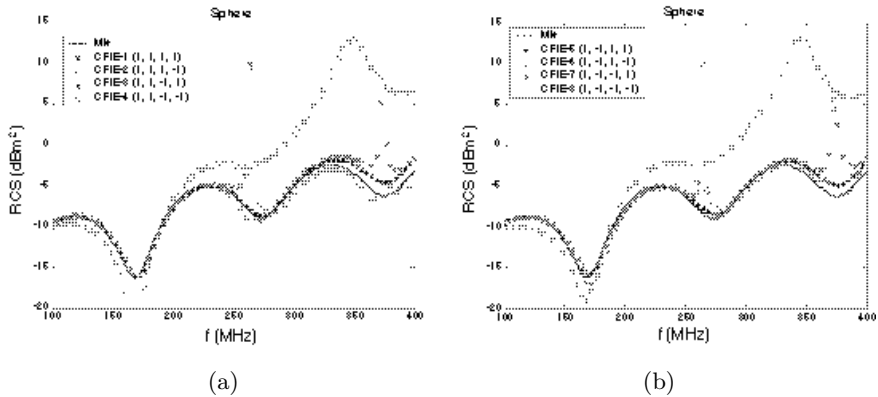 Sphere
Mie
CFIE-1 (1, 1, 1, 1)
CFIE-2 (1, 1, 1, -1)
CFIE-3 (1, 1, -1, 1)
CFIE-4 (1, 1, -1, -1)
15
10
5
0
-5
-10
-15
-20
RCS (dBm²)
100 150 200 250 300 350 400
f (MHz)
(a)
Sphere
Mie
CFIE-5 (1, -1, 1, 1)
CFIE-6 (1, -1, 1, -1)
CFIE-7 (1, -1, -1, 1)
CFIE-8 (1, -1, -1, -1)
15
10
5
0
-5
-10
-15
-20
RCS (dBm²)
100 150 200 250 300 350 400
f (MHz)
(b)